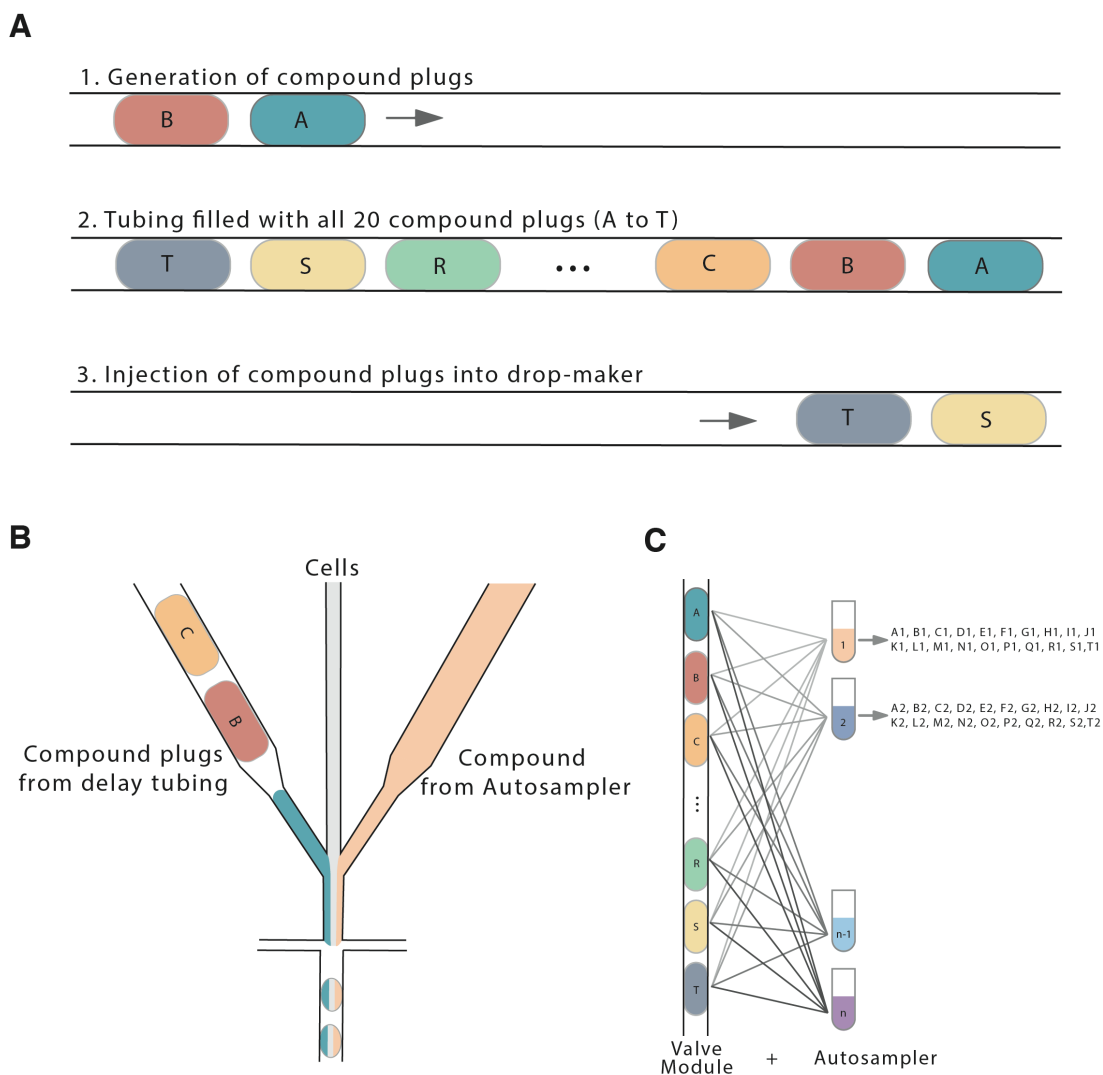 A
1. Generation of compound plugs
B A
2. Tubing filled with all 20 compound plugs (A to T)
T S R ... C B A
3. Injection of compound plugs into drop-maker
T S
B
Cells
C
B
Compound plugs
from delay tubing
Compound
from Autosampler
C
A
B
C
...
R
S
T
1
A1, B1, C1, D1, E1, F1, G1, H1, I1, J1
K1, L1, M1, N1, O1, P1, Q1, R1, S1,T1
2
A2, B2, C2, D2, E2, F2, G2, H2, I2, J2
K2, L2, M2, N2, O2, P2, Q2, R2, S2,T2
n-1
n
Valve
Module
+
Autosampler